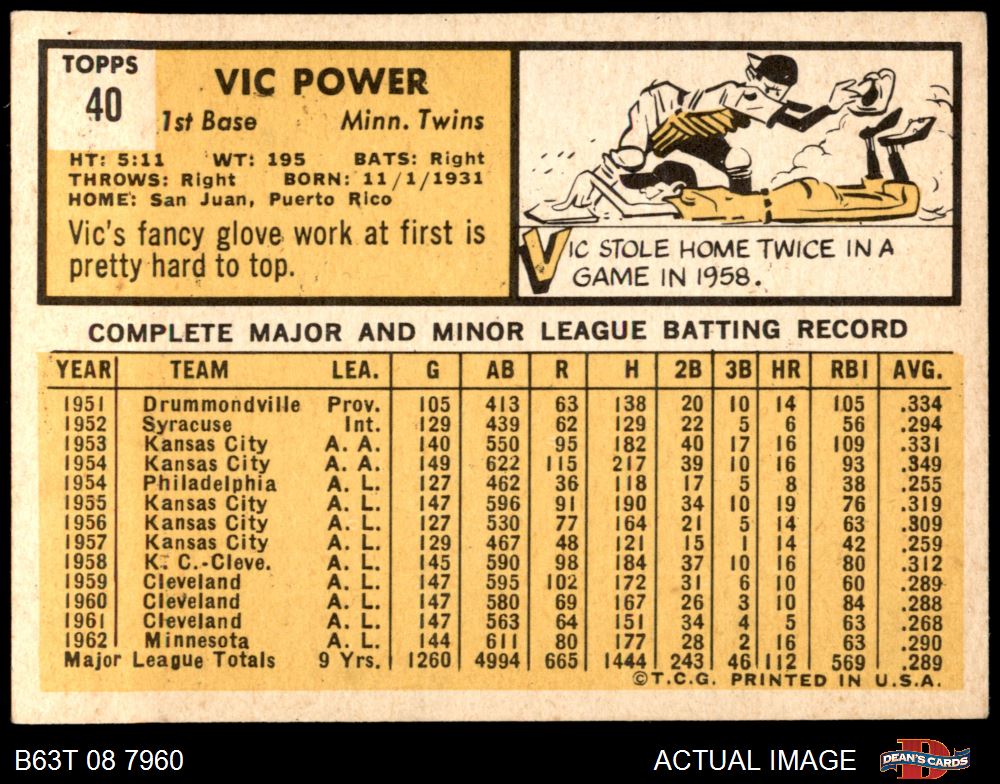 TOPPS
40
VIC POWER
1st Base Minn. Twins
HT: 5:11 WT: 195 BATS: Right
THROWS: Right BORN: 11/1/1931
HOME: San Juan, Puerto Rico
Vic's fancy glove work at first is
pretty hard to top.
VIC STOLE HOME TWICE IN A
GAME IN 1958.
COMPLETE MAJOR AND MINOR LEAGUE BATTING RECORD
YEAR TEAM LEA. G AB R H 2B 3B HR RBI AVG.
1951 Drummondville Prov. 105 413 63 138 20 10 14 105 .334
1952 Syracuse Int. 129 439 62 129 22 5 6 56 .294
1953 Kansas City A. A. 140 550 95 182 40 17 16 109 .331
1954 Kansas City A. A. 149 622 115 217 39 10 16 93 .349
1954 Philadelphia A. L. 127 462 36 118 17 5 8 38 .255
1955 Kansas City A. L. 147 596 91 190 34 10 19 76 .319
1956 Kansas City A. L. 127 530 77 164 21 5 14 63 .309
1957 Kansas City A. L. 129 467 48 121 15 1 14 42 .259
1958 K. C.-Cleve. A. L. 145 590 98 184 37 10 16 80 .312
1959 Cleveland A. L. 147 595 102 172 31 6 10 60 .289
1960 Cleveland A. L. 147 580 69 167 26 3 10 84 .288
1961 Cleveland A. L. 147 563 64 151 34 4 5 63 .268
1962 Minnesota A. L. 144 611 80 177 28 2 16 63 .290
Major League Totals 9 Yrs. 1260 4994 665 1444 243 46 112 569 .289
©T.C.G. PRINTED IN U.S.A.
B63T 08 7960 ACTUAL IMAGE DEAN'S CARDS